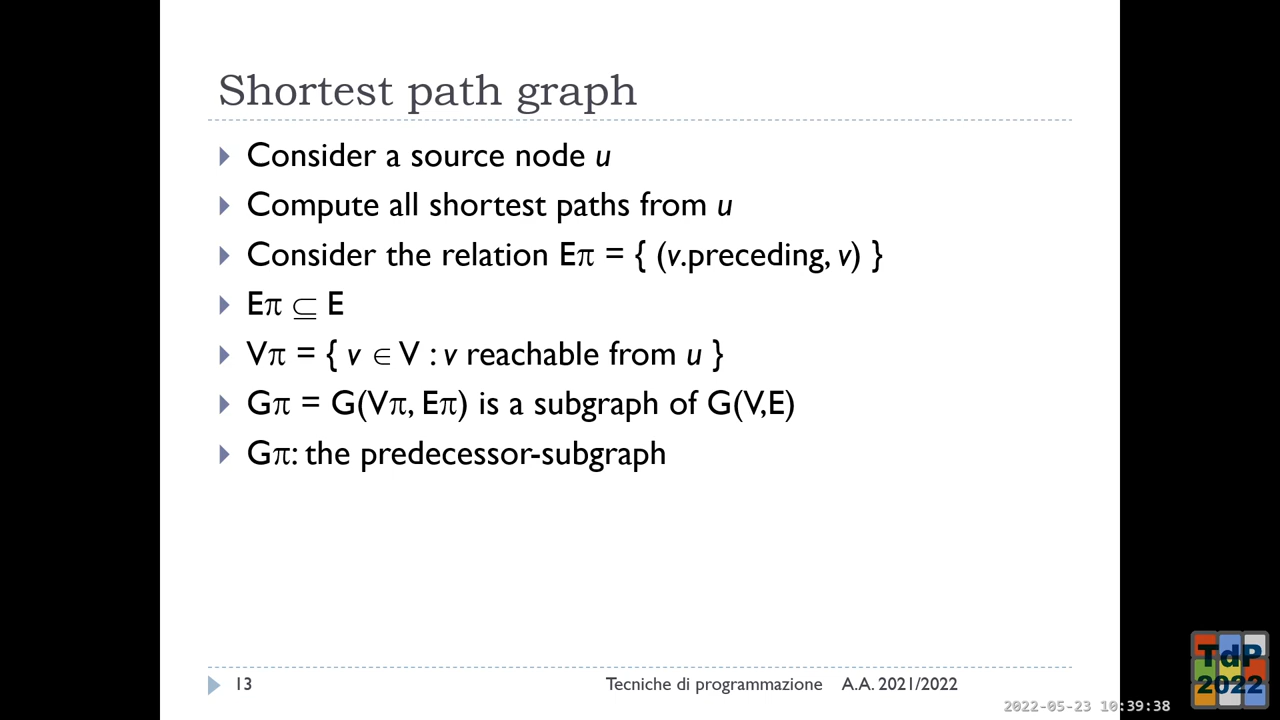 Shortest path graph
Consider a source node u
Compute all shortest paths from u
Consider the relation Eπ = { (v.preceding, v) }
Eπ ⊆ E
Vπ = { v ∈ V : v reachable from u }
Gπ = G(Vπ, Eπ) is a subgraph of G(V,E)
Gπ: the predecessor-subgraph
13 Tecniche di programmazione A.A. 2021/2022
2022-05-23 10:39:38
TdP
2022